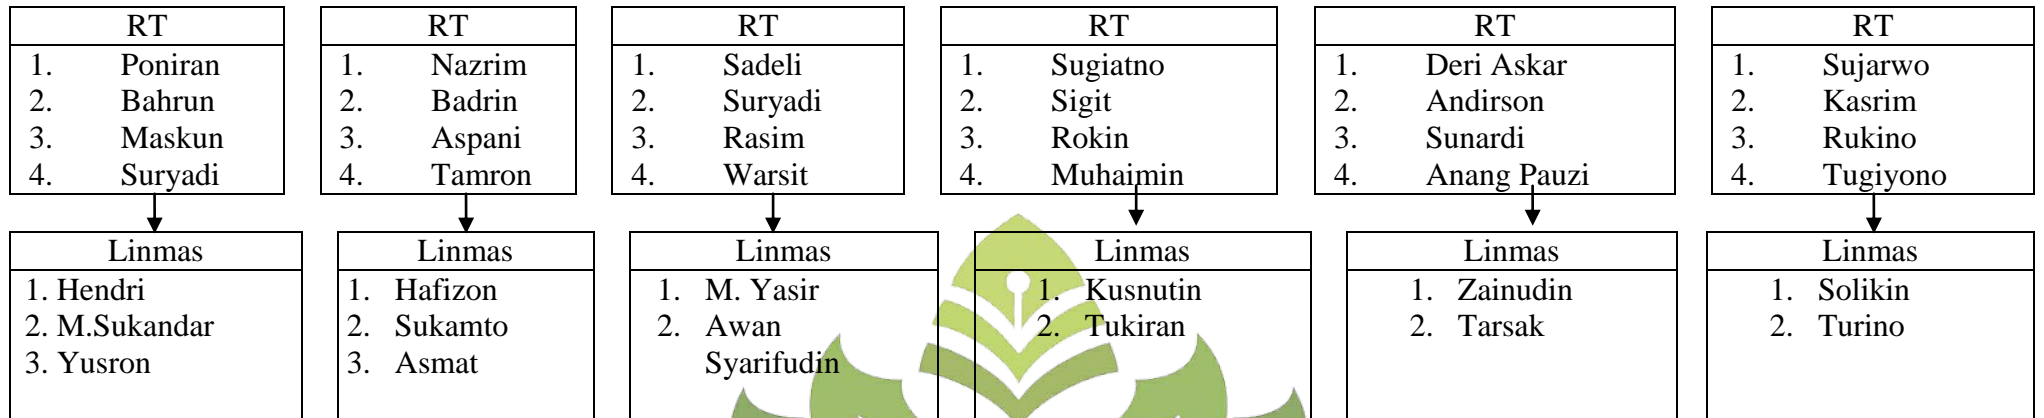 RT
1. Poniran
2. Bahrun
3. Maskun
4. Suryadi
RT
1. Nazrim
2. Badrin
3. Aspani
4. Tamron
RT
1. Sadeli
2. Suryadi
3. Rasim
4. Warsit
RT
1. Sugiatno
2. Sigit
3. Rokin
4. Muhaimin
RT
1. Deri Askar
2. Andirson
3. Sunardi
4. Anang Pauzi
RT
1. Sujarwo
2. Kasrim
3. Rukino
4. Tugiyono
Linmas
1. Hendri
2. M.Sukandar
3. Yusron
Linmas
1. Hafizon
2. Sukamto
3. Asmat
Linmas
1. M. Yasir
2. Awan
Syarifudin
Linmas
1. Kusnutin
2. Tukiran
Linmas
1. Zainudin
2. Tarsak
Linmas
1. Solikin
2. Turino